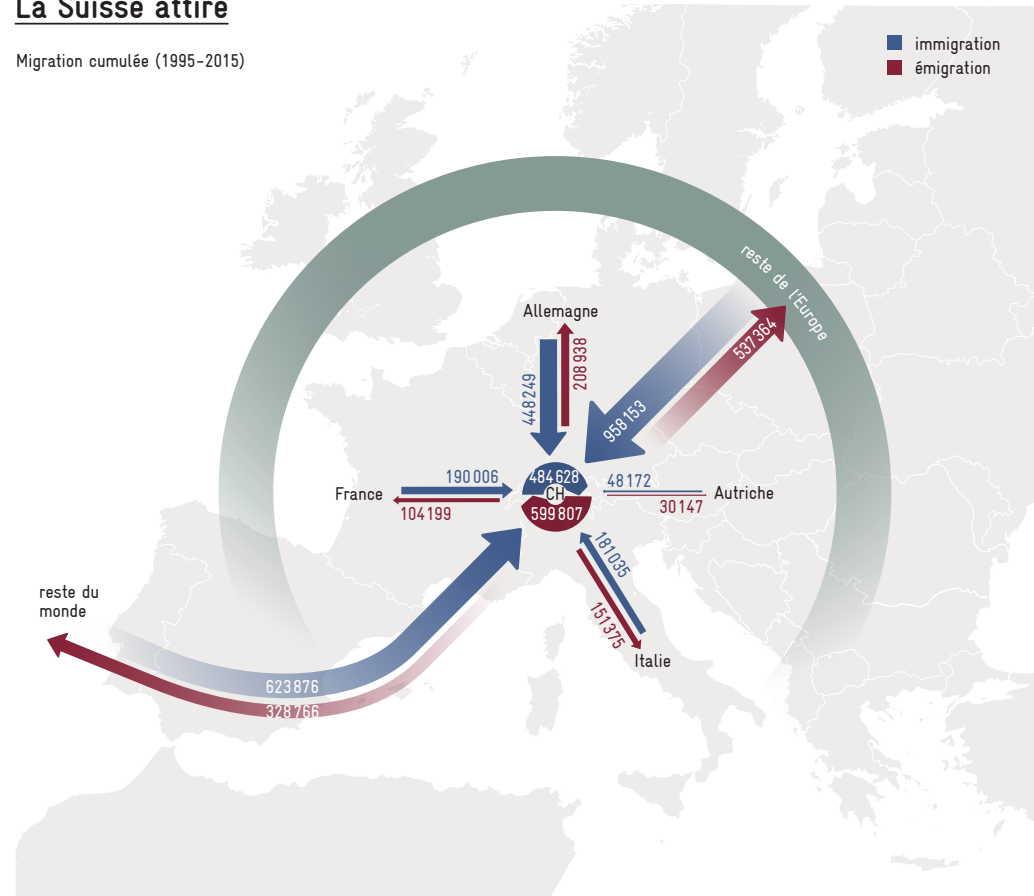 La Suisse attire
Migration cumulée (1995-2015)
immigration
émigration
reste de l'Europe
537 364
958 153
Allemagne
448 249
208 938
190 006
France
104 199
484 628
CH
599 807
48 172
Autriche
30 147
181 035
151 375
Italie
reste du
monde
623 876
328 766